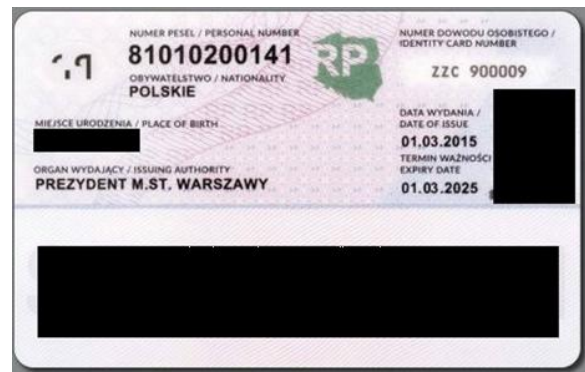 NUMER PESEL / PERSONAL NUMBER
81010200141
OBYWATELSTWO / NATIONALITY
POLSKIE
RP
NUMER DOWODU OSOBISTEGO /
IDENTITY CARD NUMBER
ZZC 900009
MIEJSCE URODZENIA / PLACE OF BIRTH
DATA WYDANIA /
DATE OF ISSUE
01.03.2015
ORGAN WYDAJĄCY / ISSUING AUTHORITY
PREZYDENT M.ST. WARSZAWY
TERMIN WAŻNOŚCI
EXPIRY DATE
01.03.2025